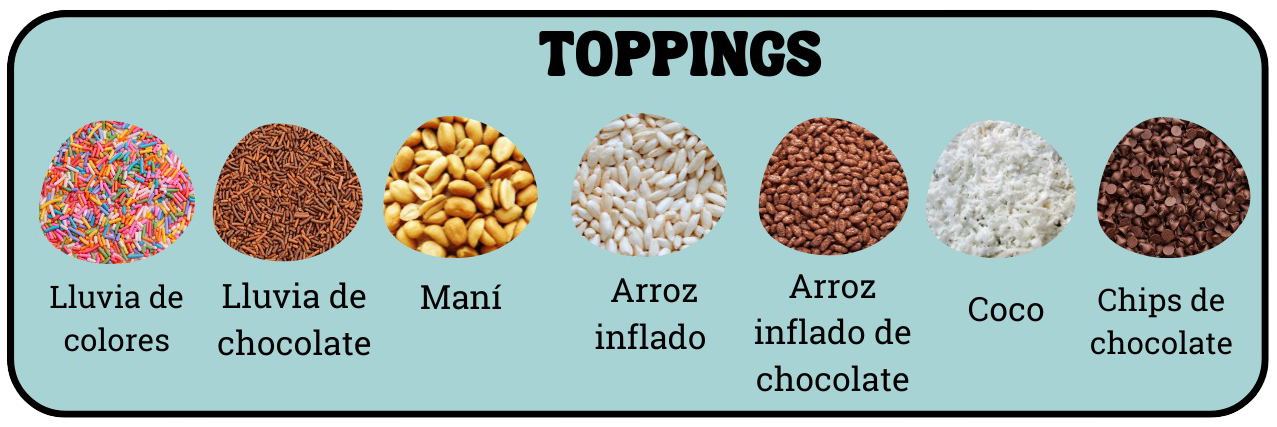 TOPPINGS
Lluvia de
colores
Lluvia de
chocolate
Maní
Arroz
inflado
Arroz
inflado de
chocolate
Coco
Chips de
chocolate